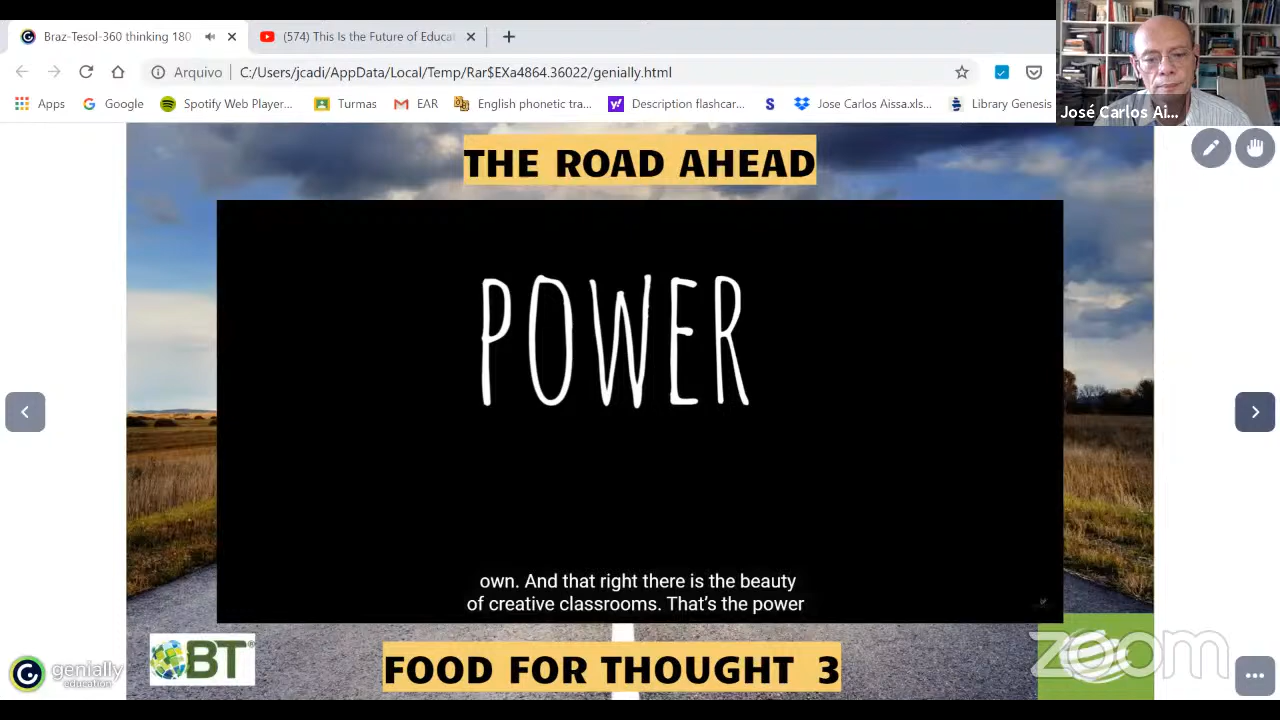 Braz-Tesol-360 thinking 180
(574) This Is the Future of Educat
Arquivo
C:/Users/jcadi/AppData/Local/Temp/Rar$EXa4864.36022/genially.html
Apps
Google
Spotify Web Player...
Turmas
EAR
English phonetic tra...
Description flashcar...
Jose Carlos Aissa.xls...
Library Genesis
José Carlos Ai...
THE ROAD AHEAD
POWER
own. And that right there is the beauty
of creative classrooms. That's the power
BT
FOOD FOR THOUGHT 3
genially
education
zoom